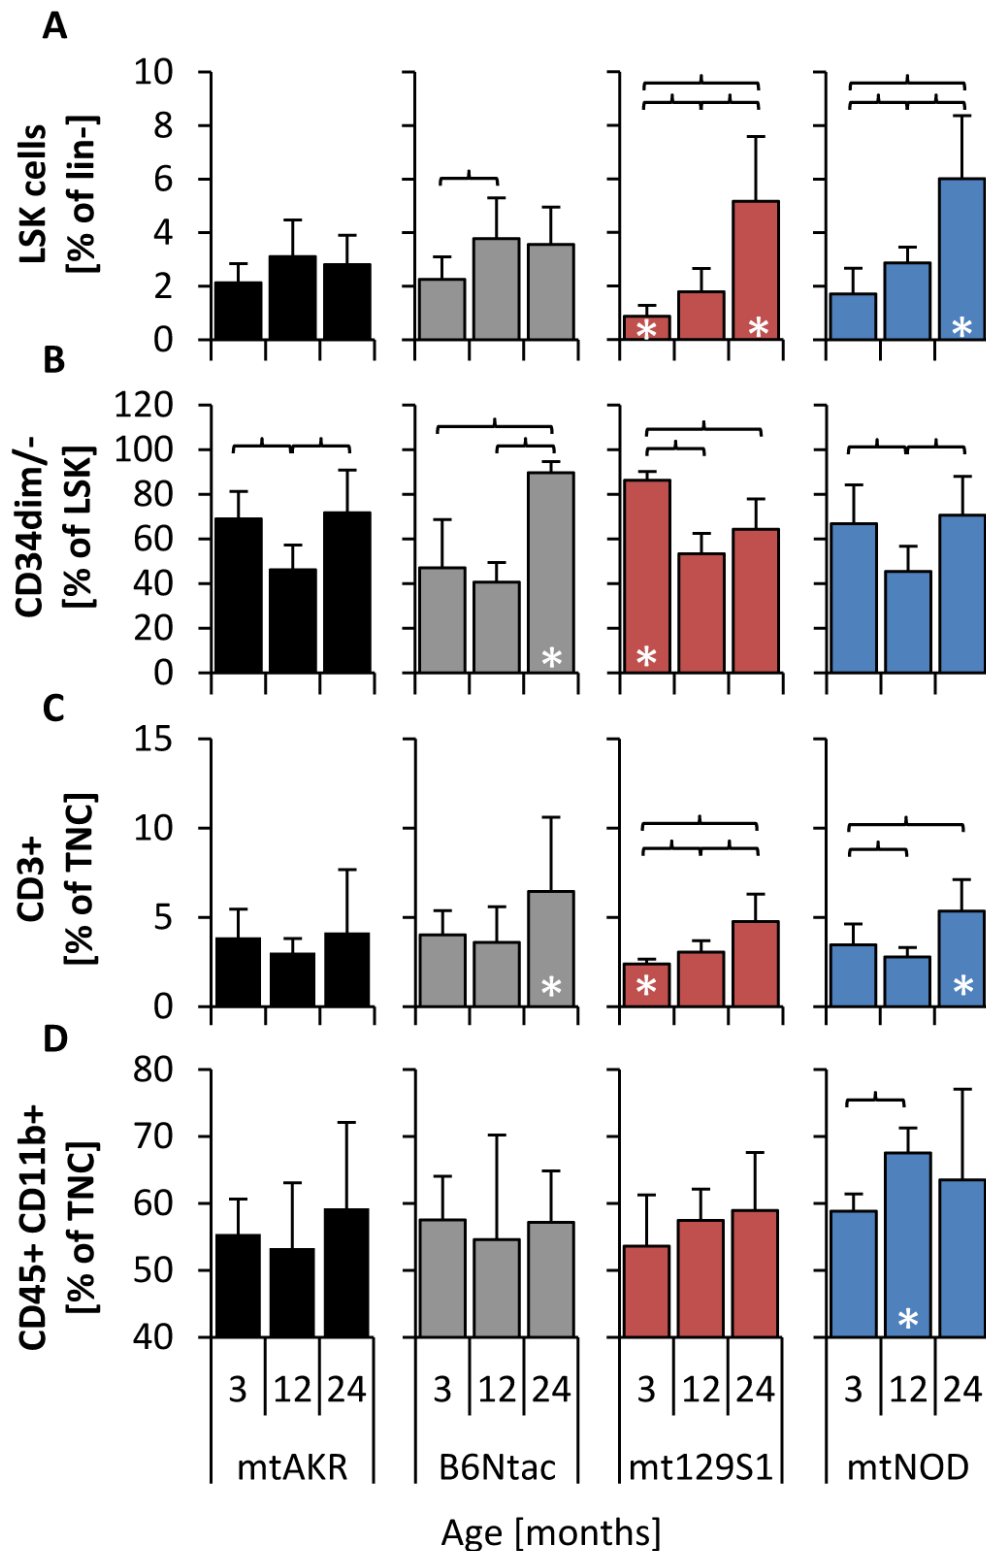 A
LSK cells
[% of lin-]
10
8
6
4
2
0
* * *
B
CD34dim/-
[% of LSK]
120
100
80
60
40
20
0
* *
C
CD3+
[% of TNC]
15
10
5
0
* * *
D
CD45+ CD11b+
[% of TNC]
80
70
60
50
40
*
3 12 24 3 12 24 3 12 24 3 12 24
mtAKR B6Ntac mt129S1 mtNOD
Age [months]